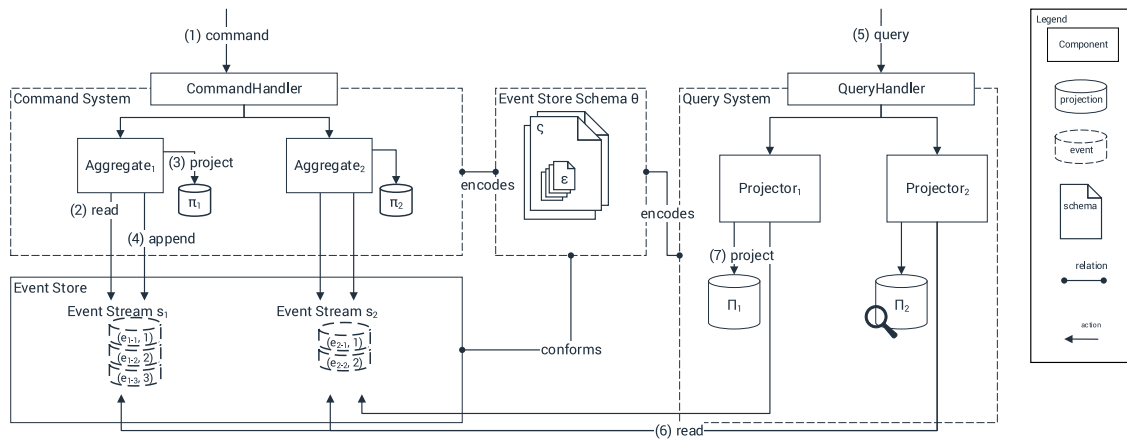 (1) command
(5) query
CommandHandler
QueryHandler
Command System
Event Store Schema θ
Query System
ς
ε
Aggregate₁
(3) project
π₁
Aggregate₂
π₂
encodes
encodes
Projector₁
Projector₂
(2) read
(4) append
(7) project
Π₁
Π₂
Event Store
Event Stream s₁
(e₁₋₁, 1)
(e₁₋₂, 2)
(e₁₋₃, 3)
Event Stream s₂
(e₂₋₁, 1)
(e₂₋₂, 2)
conforms
(6) read
Legend
Component
projection
event
schema
relation
action